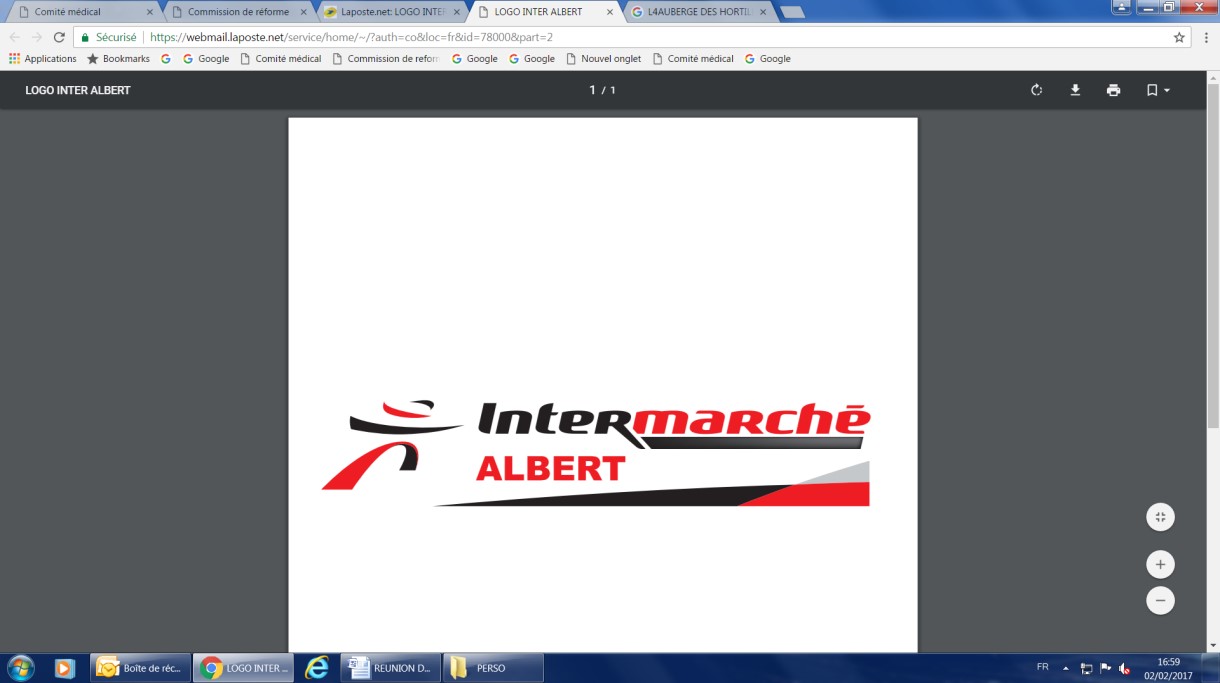 Comité médical
Commission de réforme
Laposte.net: LOGO INTER
LOGO INTER ALBERT
L4AUBERGE DES HORTIL
Sécurisé
https://webmail.laposte.net/service/home/~/?auth=co&loc=fr&id=78000&part=2
Applications
Bookmarks
Google
Comité médical
Commission de reform
Google
Google
Nouvel onglet
Comité médical
Google
LOGO INTER ALBERT
1 / 1
Intermarché
ALBERT
Boîte de réc...
LOGO INTER ...
REUNION D...
PERSO
FR
16:59
02/02/2017